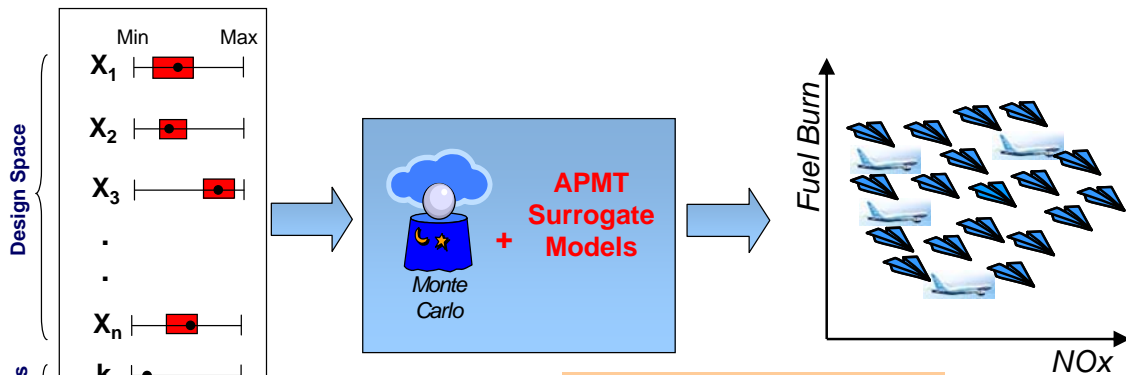 Min Max
X1
X2
X3
.
.
Xn
Design Space
Monte
Carlo
+
APMT
Surrogate
Models
Fuel Burn
NOx